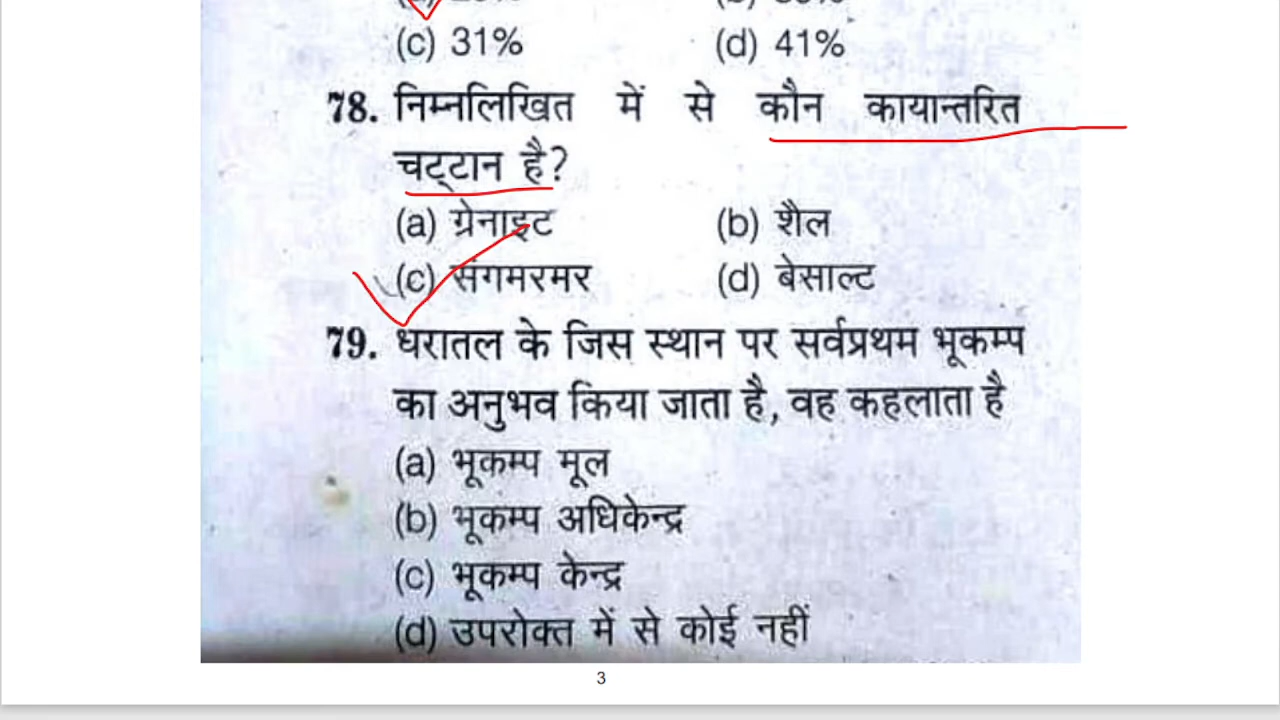 (c) 31% (d) 41%
78. निम्नलिखित में से कौन कायान्तरित
चट्टान है?
(a) ग्रेनाइट (b) शैल
(c) संगमरमर (d) बेसाल्ट
79. धरातल के जिस स्थान पर सर्वप्रथम भूकम्प
का अनुभव किया जाता है, वह कहलाता है
(a) भूकम्प मूल
(b) भूकम्प अधिकेन्द्र
(c) भूकम्प केन्द्र
(d) उपरोक्त में से कोई नहीं
3